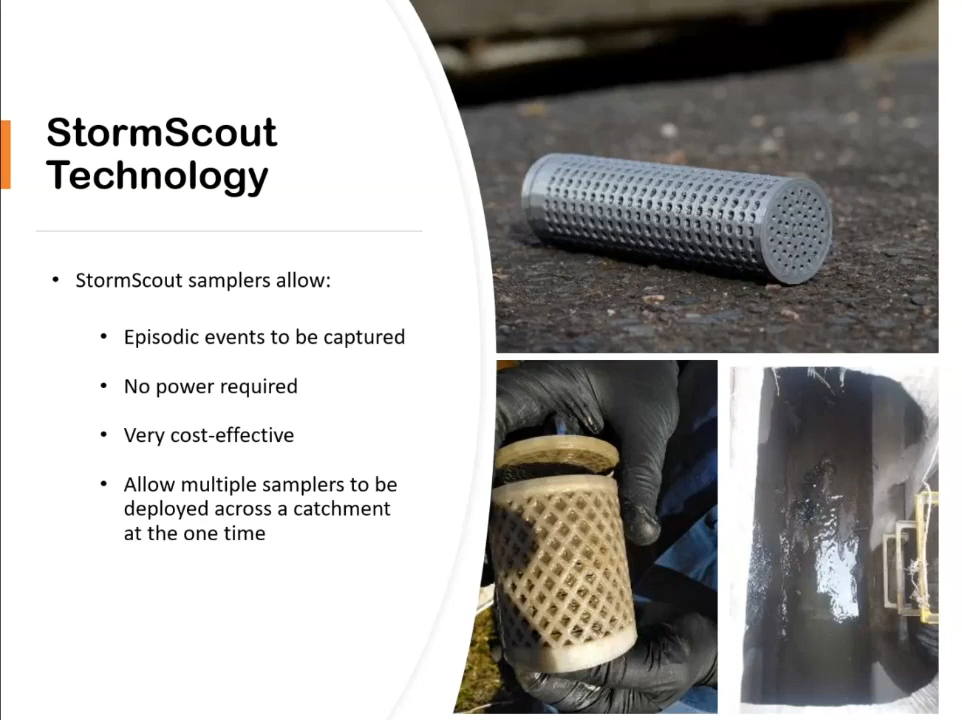 StormScout
Technology
• StormScout samplers allow:
• Episodic events to be captured
• No power required
• Very cost-effective
• Allow multiple samplers to be
deployed across a catchment
at the one time